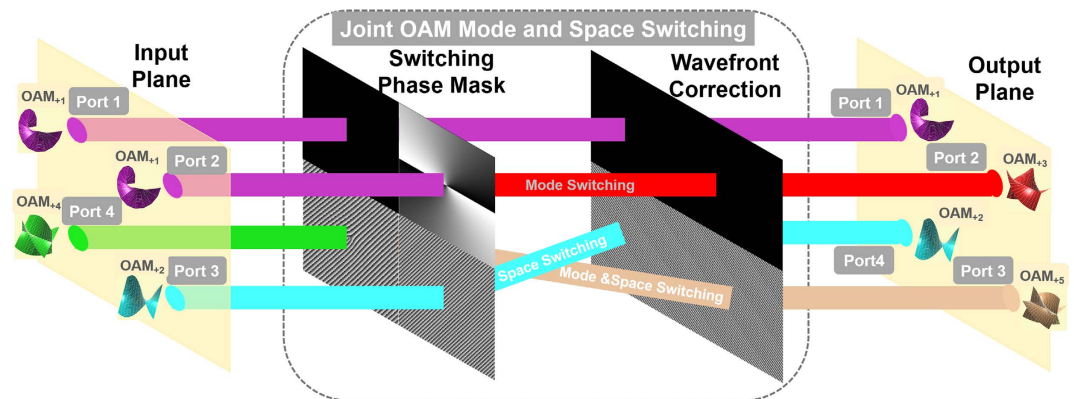 Joint OAM Mode and Space Switching
Input
Plane
Switching
Phase Mask
Wavefront
Correction
Output
Plane
OAM+1
Port 1
OAM+1
Port 2
OAM+4
Port 4
OAM+2
Port 3
Mode Switching
Space Switching
Mode &Space Switching
Port 1
OAM+1
Port 2
OAM+3
OAM+2
Port4
Port 3
OAM+5